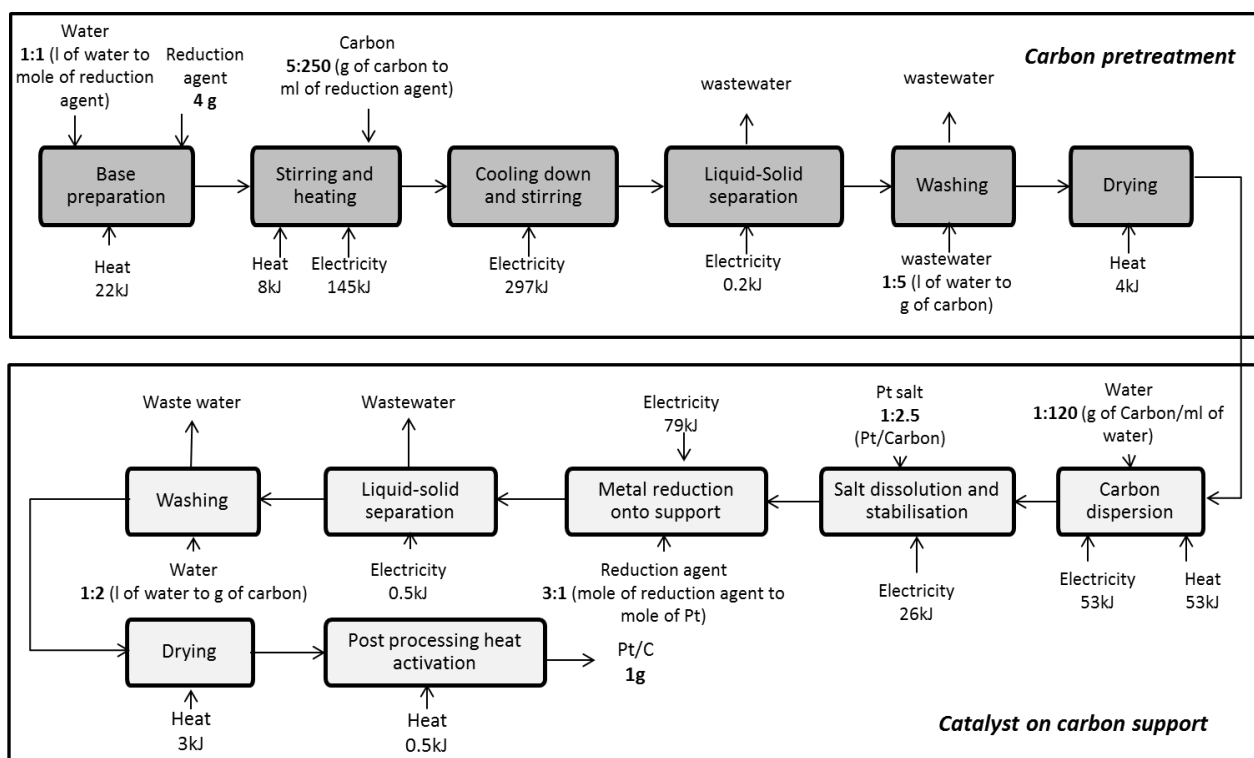 Water
1:1 (l of water to
mole of reduction
agent)
Reduction
agent
4 g
Carbon
5:250 (g of carbon to
ml of reduction agent)
wastewater
wastewater
Carbon pretreatment
Base
preparation
Stirring and
heating
Cooling down
and stirring
Liquid-Solid
separation
Washing
Drying
Heat
22kJ
Heat
8kJ
Electricity
145kJ
Electricity
297kJ
Electricity
0.2kJ
wastewater
1:5 (l of water to
g of carbon)
Heat
4kJ
Waste water
Wastewater
Electricity
79kJ
Pt salt
1:2.5
(Pt/Carbon)
Water
1:120 (g of Carbon/ml of
water)
Washing
Liquid-solid
separation
Metal reduction
onto support
Salt dissolution and
stabilisation
Carbon
dispersion
Water
1:2 (l of water to g of carbon)
Electricity
0.5kJ
Reduction agent
3:1 (mole of reduction agent to
mole of Pt)
Electricity
26kJ
Electricity
53kJ
Heat
53kJ
Drying
Post processing heat
activation
Pt/C
1g
Heat
3kJ
Heat
0.5kJ
Catalyst on carbon support